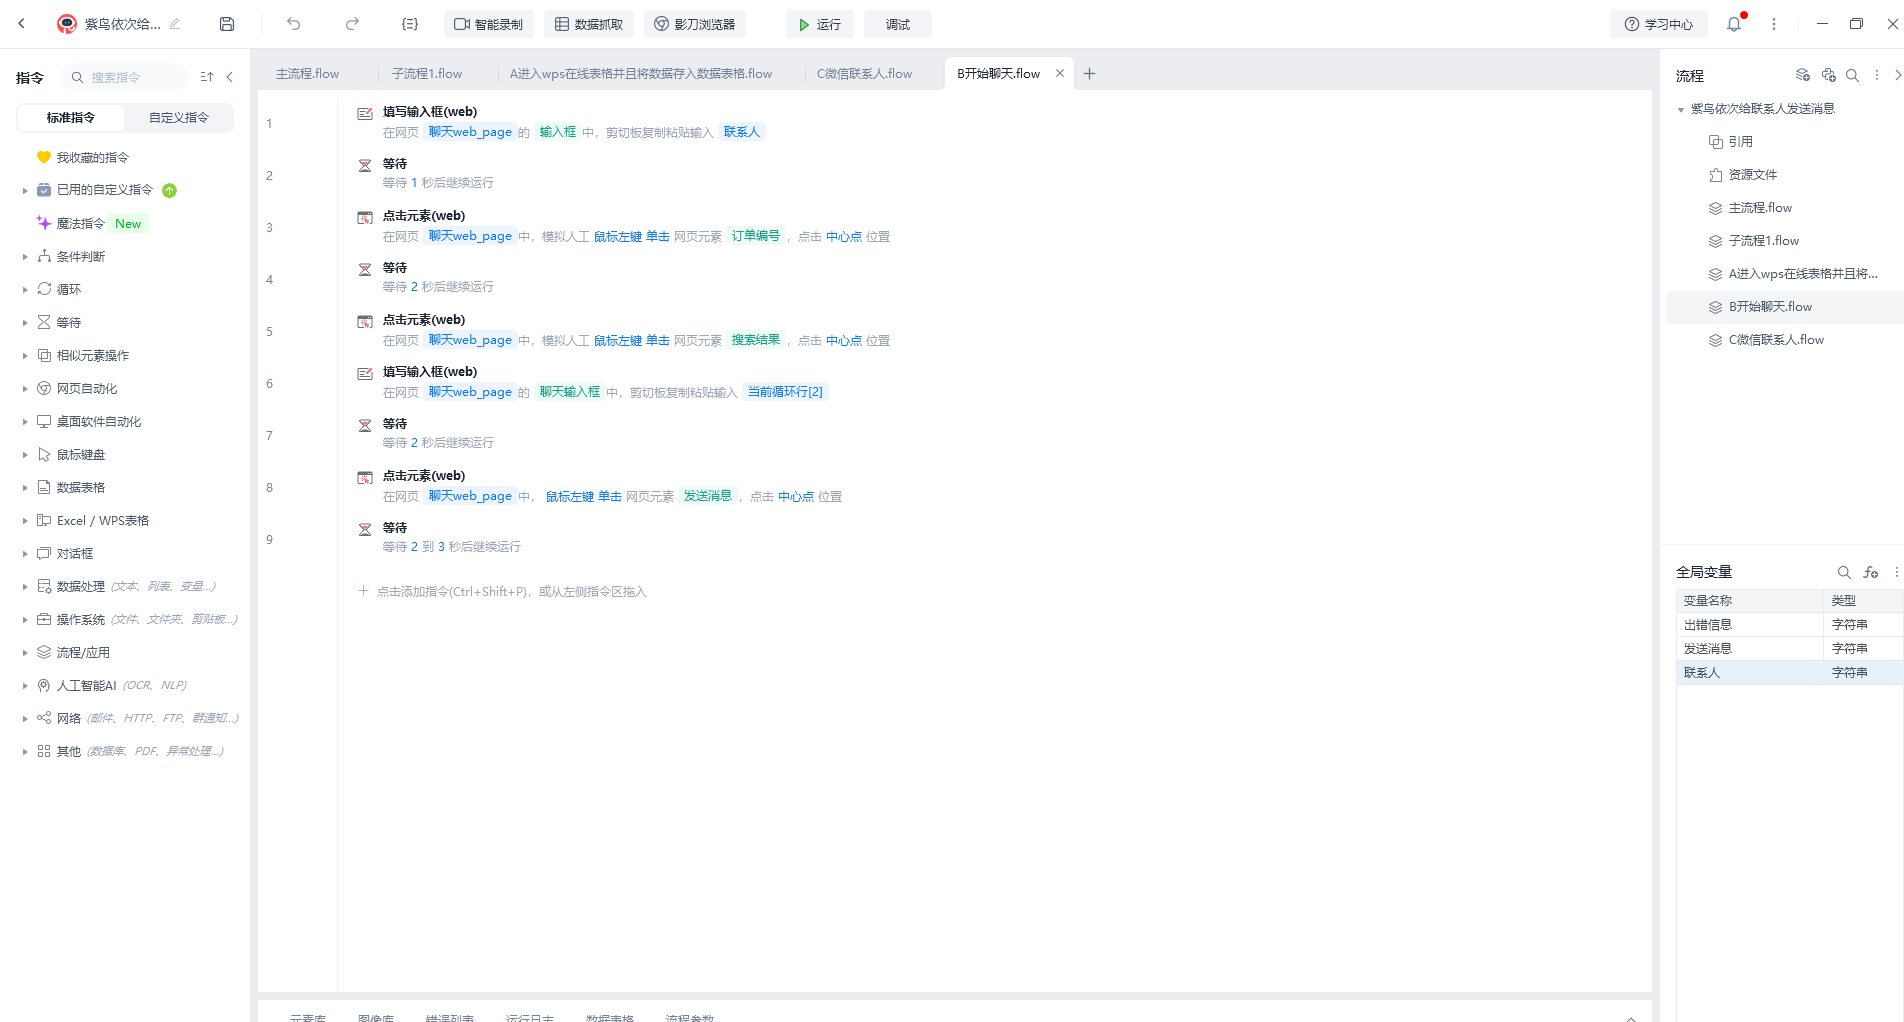 紫鸟依次给...
智能录制
数据抓取
影刀浏览器
运行
调试
学习中心
指令
搜索指令
标准指令
自定义指令
我收藏的指令
已用的自定义指令
魔法指令 New
条件判断
循环
等待
相似元素操作
网页自动化
桌面软件自动化
鼠标键盘
数据表格
Excel / WPS表格
对话框
数据处理 (文本、列表、变量...)
操作系统 (文件、文件夹、剪贴板...)
流程/应用
人工智能AI (OCR、NLP)
网络 (邮件、HTTP、FTP、群通知...)
其他 (数据库、PDF、异常处理...)
主流程.flow
子流程1.flow
A进入wps在线表格并且将数据存入数据表格.flow
C微信联系人.flow
B开始聊天.flow
1
填写输入框(web)
在网页 聊天web_page 的 输入框 中，剪切板复制粘贴输入 联系人
2
等待
等待 1 秒后继续运行
3
点击元素(web)
在网页 聊天web_page 中，模拟人工 鼠标左键 单击 网页元素 订单编号 ，点击 中心点 位置
4
等待
等待 2 秒后继续运行
5
点击元素(web)
在网页 聊天web_page 中，模拟人工 鼠标左键 单击 网页元素 搜索结果 ，点击 中心点 位置
6
填写输入框(web)
在网页 聊天web_page 的 聊天输入框 中，剪切板复制粘贴输入 当前循环行[2]
7
等待
等待 2 秒后继续运行
8
点击元素(web)
在网页 聊天web_page 中， 鼠标左键 单击 网页元素 发送消息 ，点击 中心点 位置
9
等待
等待 2 到 3 秒后继续运行
点击添加指令(Ctrl+Shift+P)，或从左侧指令区拖入
元素库
图像库
错误列表
运行日志
数据表格
流程参数
流程
紫鸟依次给联系人发送消息
引用
资源文件
主流程.flow
子流程1.flow
A进入wps在线表格并且将...
B开始聊天.flow
C微信联系人.flow
全局变量
变量名称 类型
出错信息 字符串
发送消息 字符串
联系人 字符串